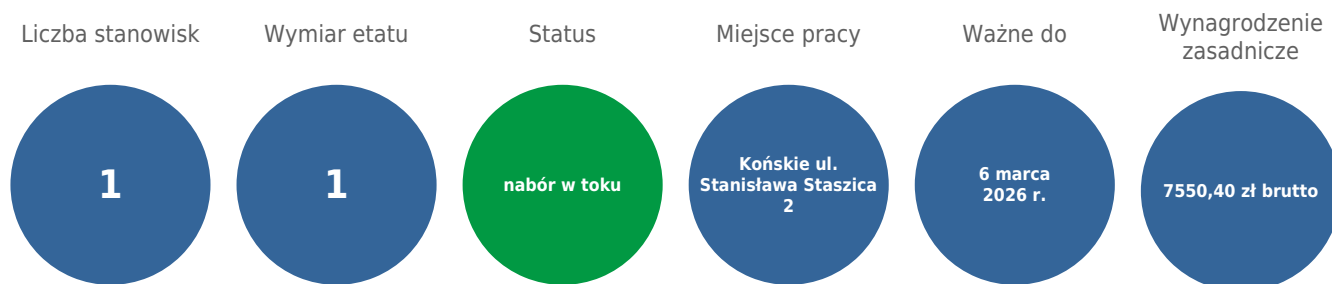 Liczba stanowisk
1
Wymiar etatu
1
Status
nabór w toku
Miejsce pracy
Końskie ul.
Stanisława Staszica
2
Ważne do
6 marca
2026 r.
Wynagrodzenie
zasadnicze
7550,40 zł brutto